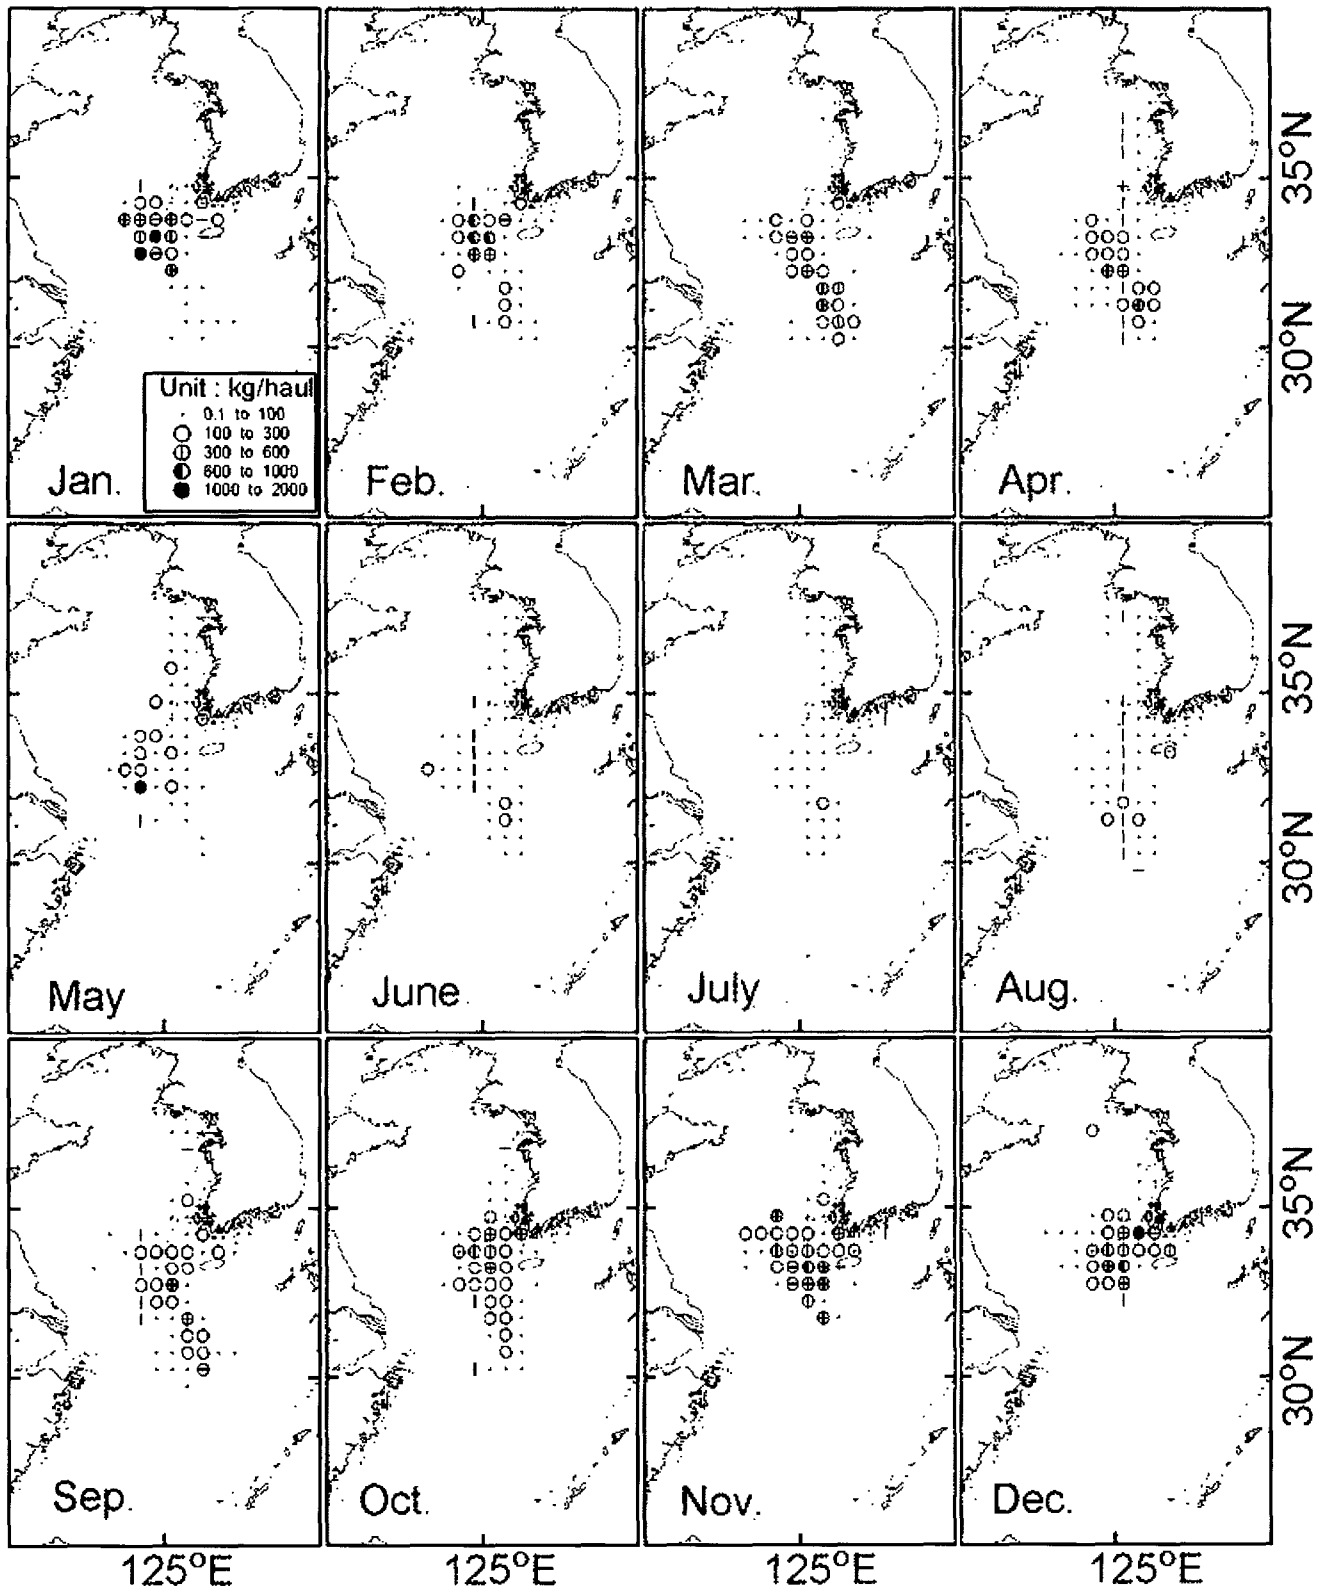 35°N
30°N
Unit : kg/haul
0.1 to 100
100 to 300
300 to 600
600 to 1000
1000 to 2000
Jan.
Feb.
Mar.
Apr.
35°N
30°N
May
June
July
Aug.
35°N
30°N
Sep.
Oct.
Nov.
Dec.
125°E
125°E
125°E
125°E